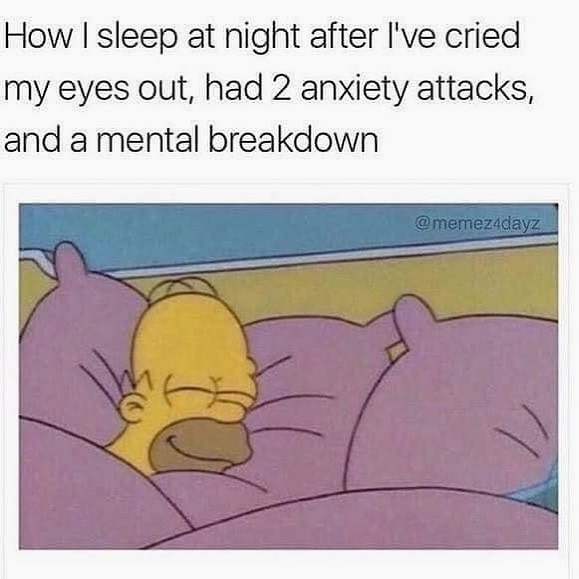 How I sleep at night after I've cried
my eyes out, had 2 anxiety attacks,
and a mental breakdown
@memez4dayz